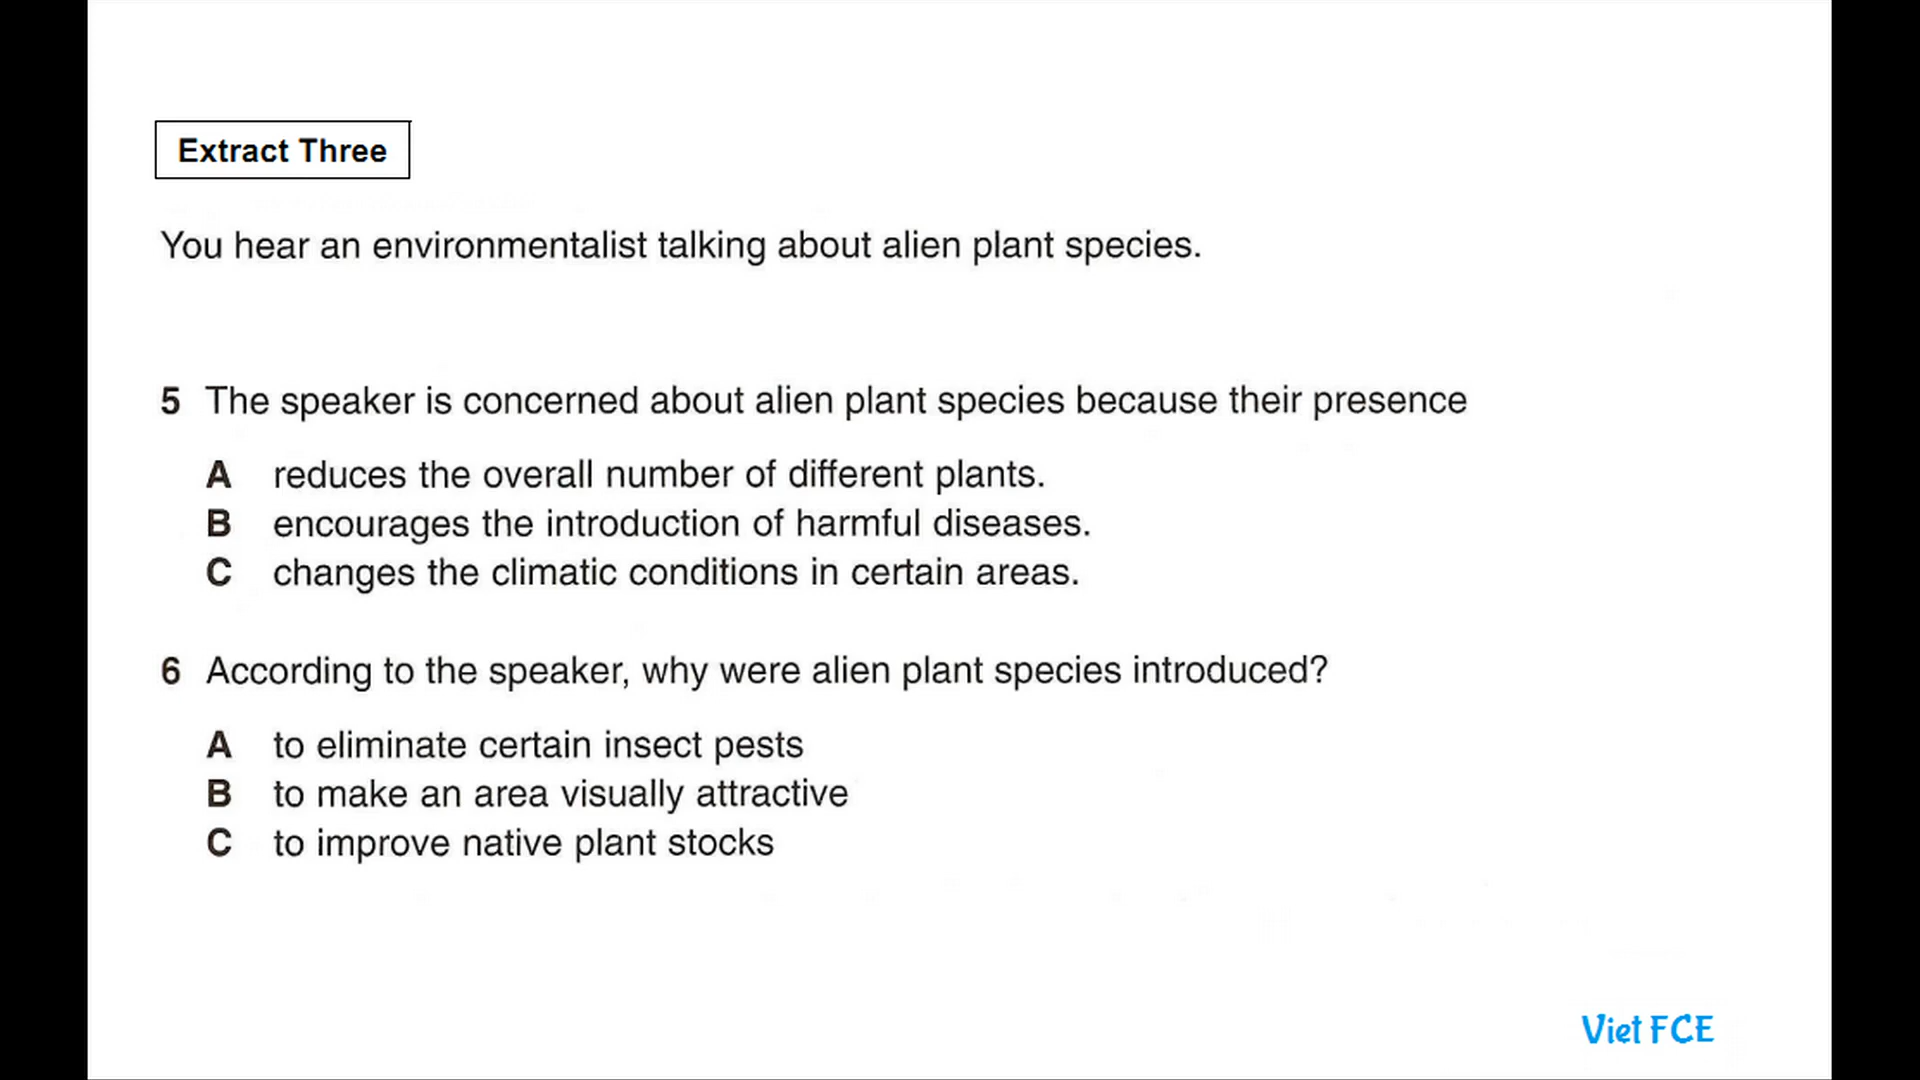 Extract Three
You hear an environmentalist talking about alien plant species.
5 The speaker is concerned about alien plant species because their presence
A reduces the overall number of different plants.
B encourages the introduction of harmful diseases.
C changes the climatic conditions in certain areas.
6 According to the speaker, why were alien plant species introduced?
A to eliminate certain insect pests
B to make an area visually attractive
C to improve native plant stocks
Viet FCE